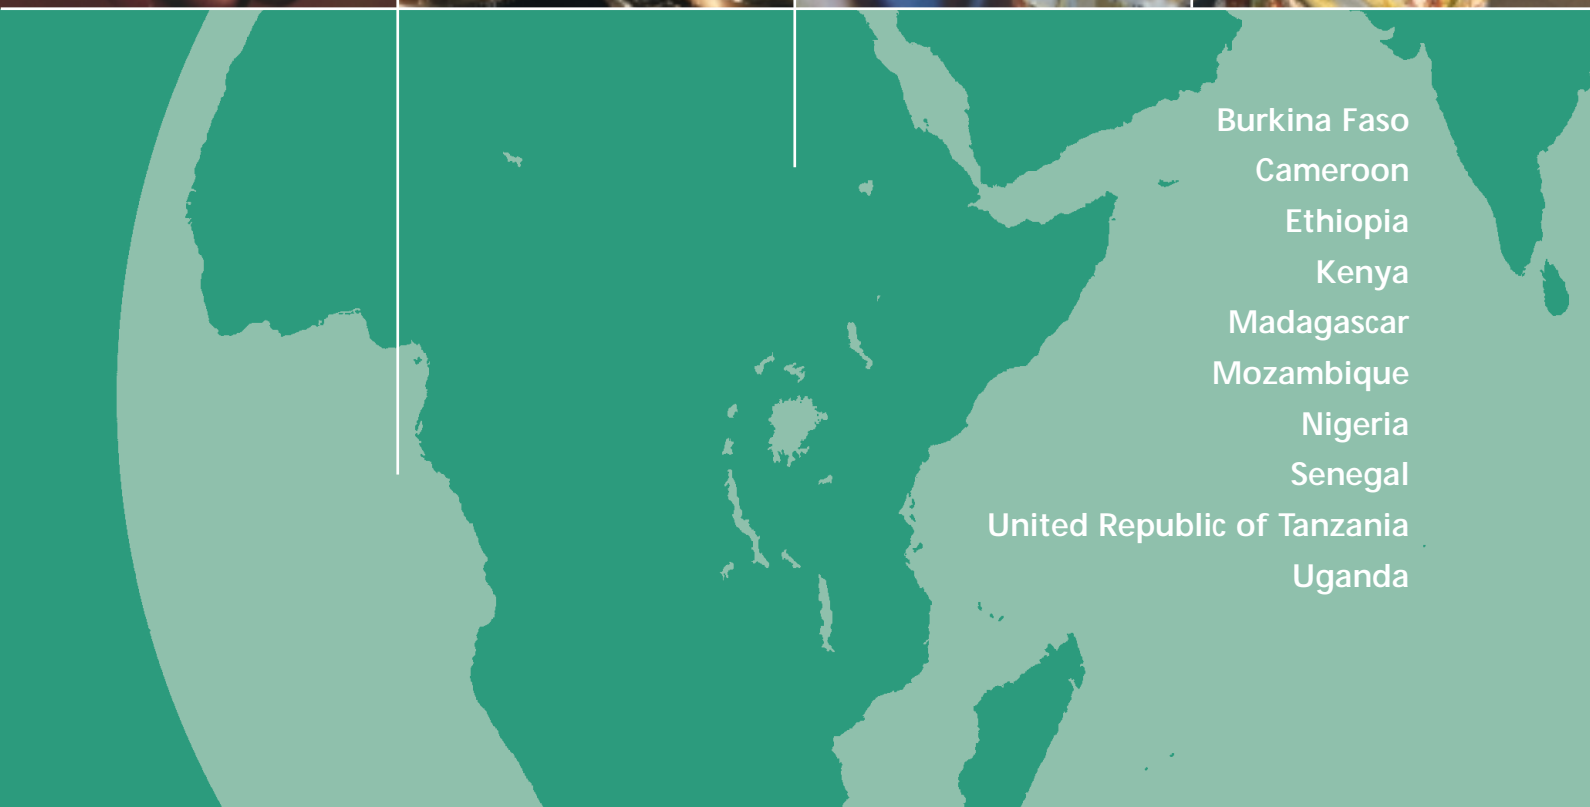 Burkina Faso
Cameroon
Ethiopia
Kenya
Madagascar
Mozambique
Nigeria
Senegal
United Republic of Tanzania
Uganda